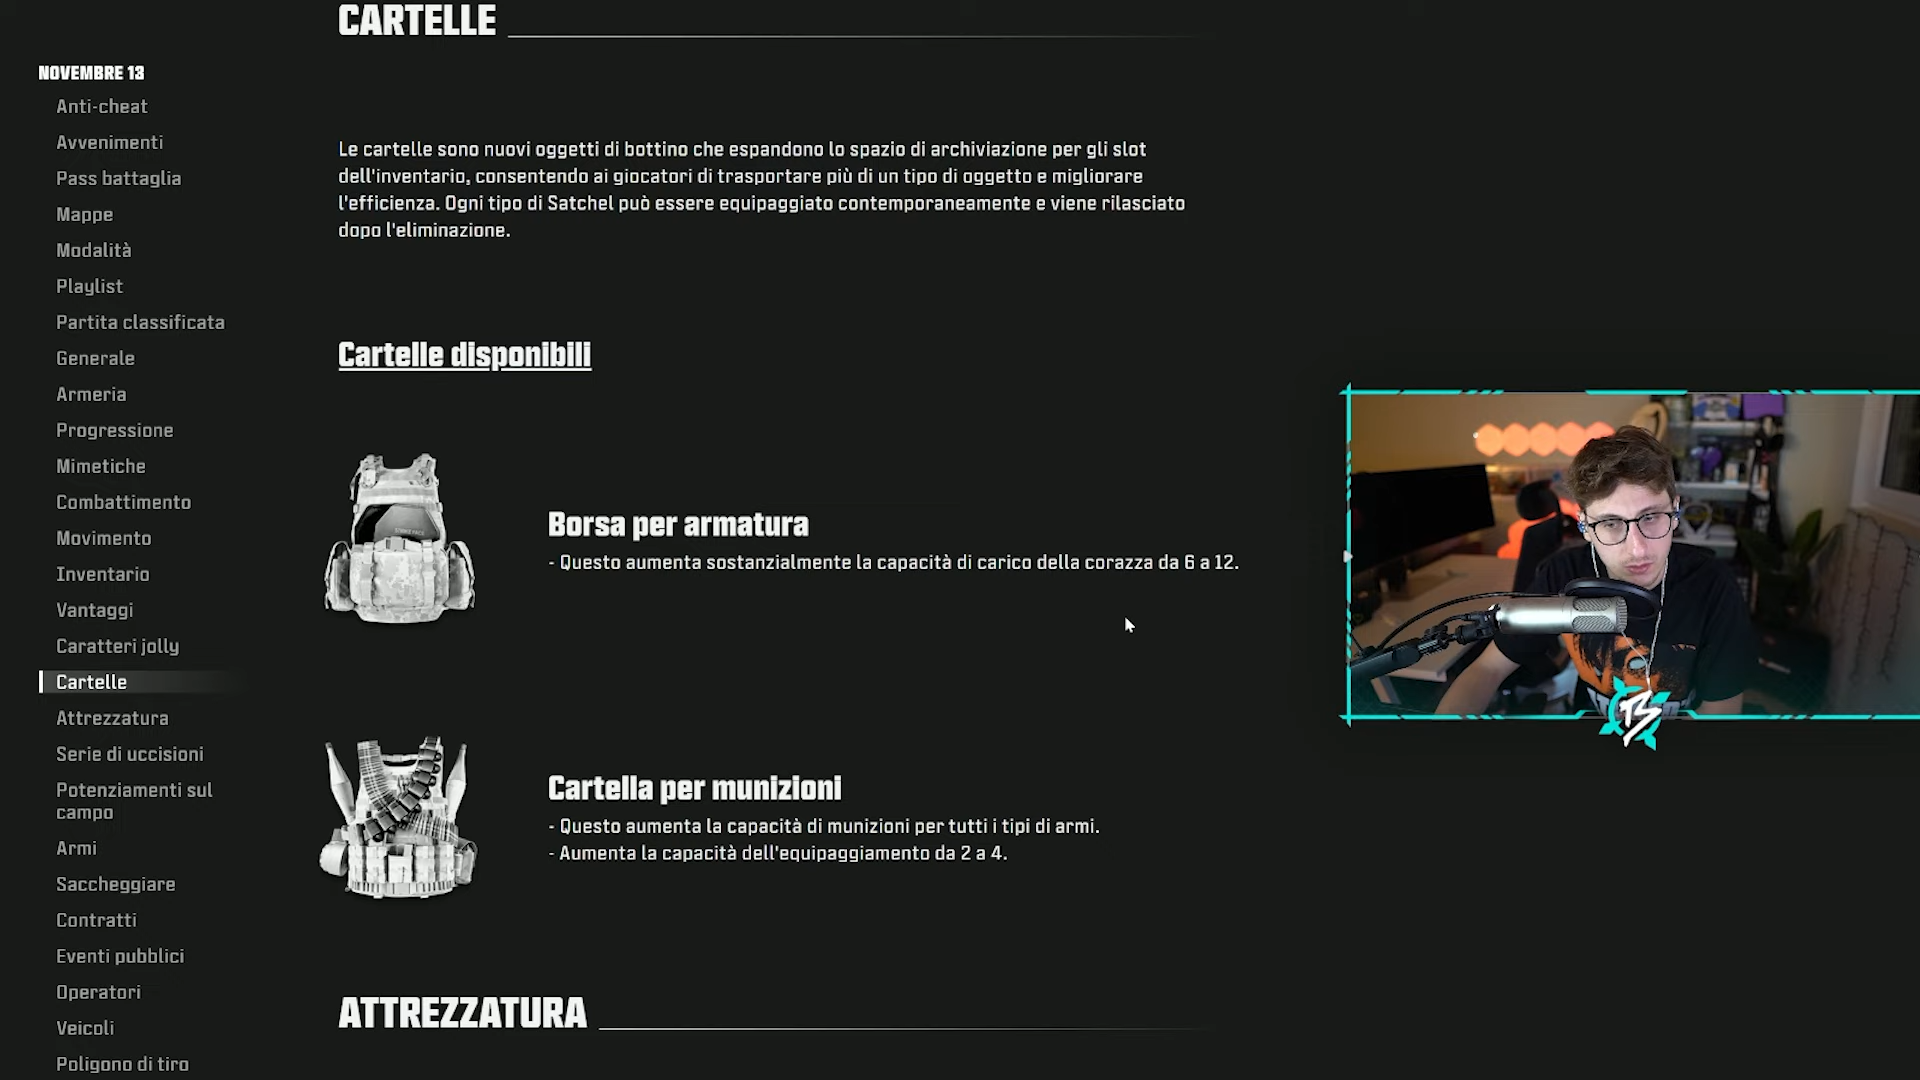 CARTELLE
NOVEMBRE 13
Anti-cheat
Avvenimenti
Pass battaglia
Mappe
Modalità
Playlist
Partita classificata
Generale
Armeria
Progressione
Mimetiche
Combattimento
Movimento
Inventario
Vantaggi
Caratteri jolly
Cartelle
Attrezzatura
Serie di uccisioni
Potenziamenti sul
campo
Armi
Saccheggiare
Contratti
Eventi pubblici
Operatori
Veicoli
Poligono di tiro
Le cartelle sono nuovi oggetti di bottino che espandono lo spazio di archiviazione per gli slot
dell'inventario, consentendo ai giocatori di trasportare più di un tipo di oggetto e migliorare
l'efficienza. Ogni tipo di Satchel può essere equipaggiato contemporaneamente e viene rilasciato
dopo l'eliminazione.
Cartelle disponibili
Borsa per armatura
- Questo aumenta sostanzialmente la capacità di carico della corazza da 6 a 12.
Cartella per munizioni
- Questo aumenta la capacità di munizioni per tutti i tipi di armi.
- Aumenta la capacità dell'equipaggiamento da 2 a 4.
ATTREZZATURA